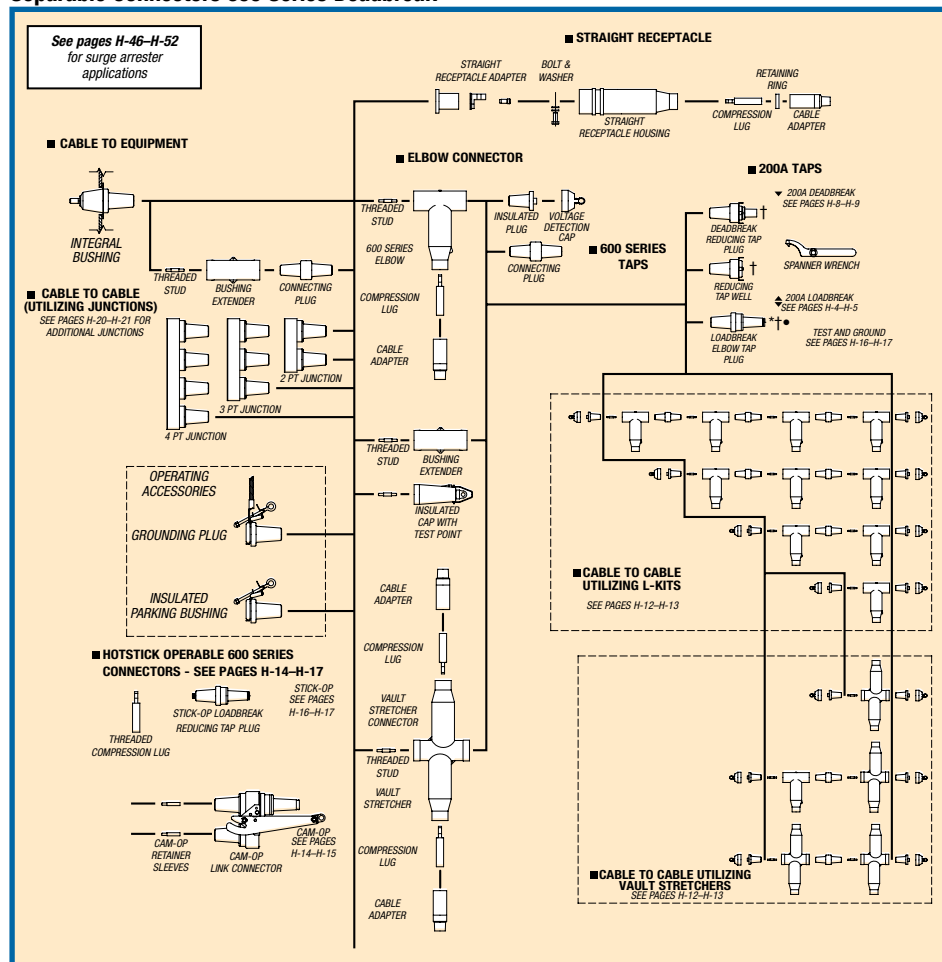 See pages H-46–H-52
for surge arrester
applications
■ STRAIGHT RECEPTACLE
STRAIGHT
RECEPTACLE ADAPTER
BOLT &
WASHER
STRAIGHT
RECEPTACLE HOUSING
COMPRESSION
LUG
RETAINING
RING
CABLE
ADAPTER
■ CABLE TO EQUIPMENT
INTEGRAL
BUSHING
THREADED
STUD
BUSHING
EXTENDER
CONNECTING
PLUG
■ ELBOW CONNECTOR
THREADED
STUD
600 SERIES
ELBOW
COMPRESSION
LUG
CABLE
ADAPTER
INSULATED
PLUG
VOLTAGE
DETECTION
CAP
CONNECTING
PLUG
■ 600 SERIES
TAPS
■ 200A TAPS
▼ 200A DEADBREAK
SEE PAGES H-8–H-9
†
DEADBREAK
REDUCING TAP
PLUG
SPANNER WRENCH
†
REDUCING
TAP WELL
200A LOADBREAK
SEE PAGES H-4–H-5
*†●
LOADBREAK
ELBOW TAP
PLUG
TEST AND GROUND
SEE PAGES H-16–H-17
■ CABLE TO CABLE
(UTILIZING JUNCTIONS)
SEE PAGES H-20–H-21 FOR
ADDITIONAL JUNCTIONS
2 PT JUNCTION
3 PT JUNCTION
4 PT JUNCTION
THREADED
STUD
BUSHING
EXTENDER
INSULATED
CAP WITH
TEST POINT
OPERATING
ACCESSORIES
GROUNDING PLUG
INSULATED
PARKING BUSHING
CABLE
ADAPTER
COMPRESSION
LUG
VAULT
STRETCHER
CONNECTOR
THREADED
STUD
VAULT
STRETCHER
COMPRESSION
LUG
CABLE
ADAPTER
■ HOTSTICK OPERABLE 600 SERIES
CONNECTORS - SEE PAGES H-14–H-17
THREADED
COMPRESSION LUG
STICK-OP LOADBREAK
REDUCING TAP PLUG
STICK-OP
SEE PAGES
H-16–H-17
CAM-OP
RETAINER
SLEEVES
CAM-OP
LINK CONNECTOR
CAM-OP
SEE PAGES
H-14–H-15
■ CABLE TO CABLE
UTILIZING L-KITS
SEE PAGES H-12–H-13
■ CABLE TO CABLE UTILIZING
VAULT STRETCHERS
SEE PAGES H-12–H-13